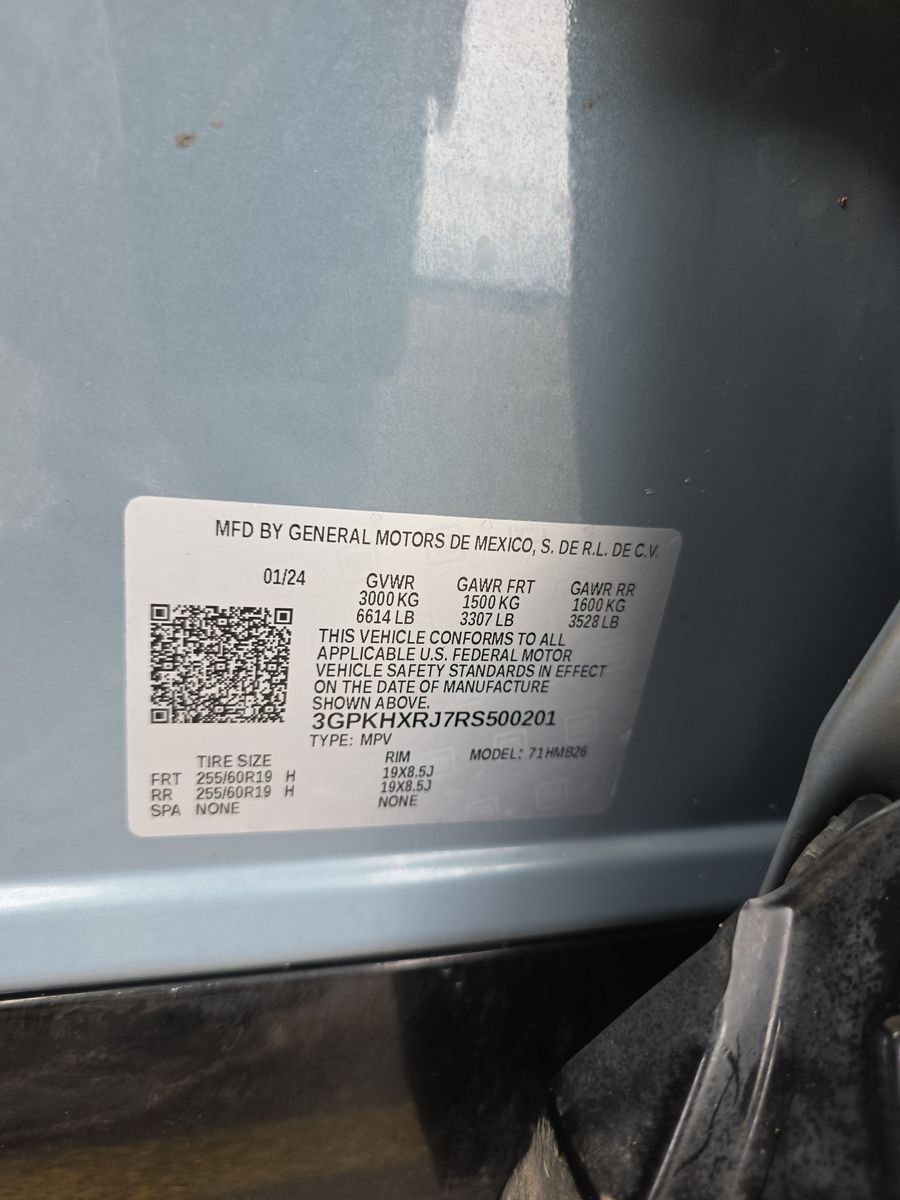 MFD BY GENERAL MOTORS DE MEXICO, S. DE R.L. DE C.V.
01/24 GVWR GAWR FRT GAWR RR
3000 KG 1500 KG 1600 KG
6614 LB 3307 LB 3528 LB
THIS VEHICLE CONFORMS TO ALL
APPLICABLE U.S. FEDERAL MOTOR
VEHICLE SAFETY STANDARDS IN EFFECT
ON THE DATE OF MANUFACTURE
SHOWN ABOVE.
3GPKHXRJ7RS500201
TYPE: MPV MODEL: 71HMB26
TIRE SIZE RIM
FRT 255/60R19 H 19X8.5J
RR 255/60R19 H 19X8.5J
SPA NONE NONE